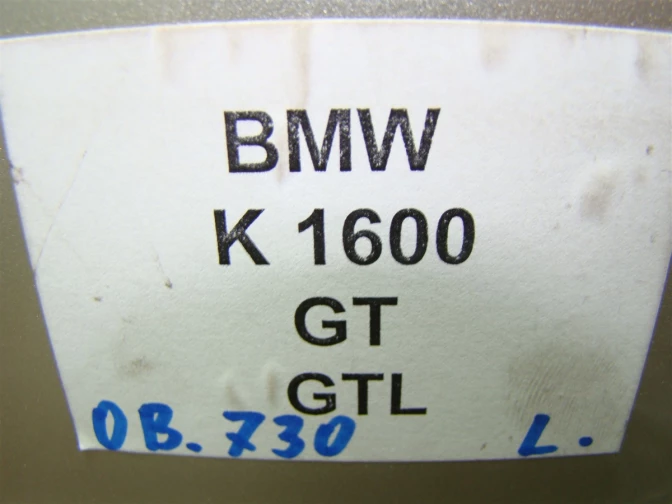 BMW
K 1600
GT
GTL
OB. 730 L.